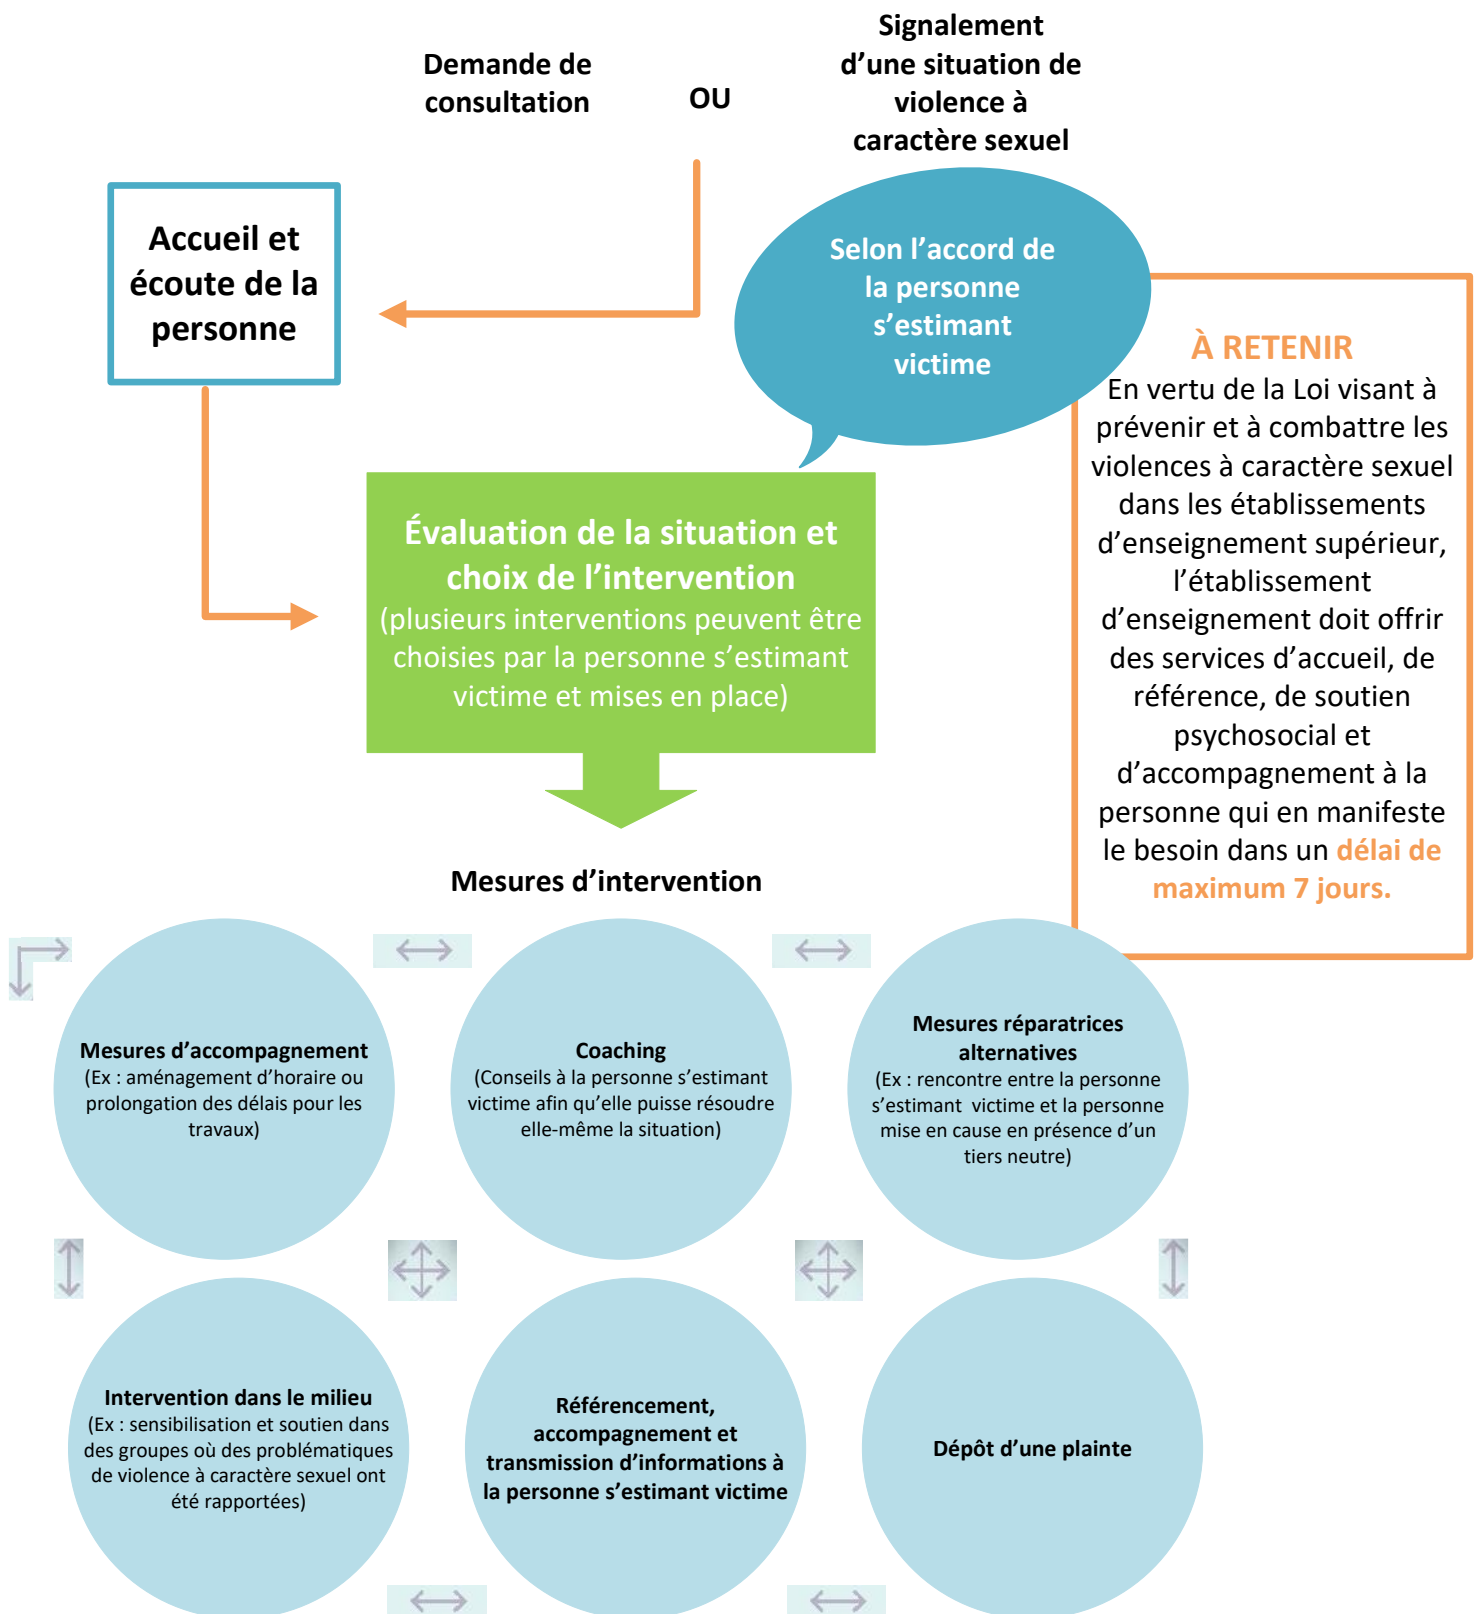 Demande de
consultation
OU
Signalement
d’une situation de
violence à
caractère sexuel
Accueil et
écoute de la
personne
Selon l’accord de
la personne
s’estimant
victime
À RETENIR
En vertu de la Loi visant à
prévenir et à combattre les
violences à caractère sexuel
dans les établissements
d’enseignement supérieur,
l’établissement
d’enseignement doit offrir
des services d’accueil, de
référence, de soutien
psychosocial et
d’accompagnement à la
personne qui en manifeste
le besoin dans un délai de
maximum 7 jours.
Évaluation de la situation et
choix de l’intervention
(plusieurs interventions peuvent être
choisies par la personne s’estimant
victime et mises en place)
Mesures d’intervention
Mesures d’accompagnement
(Ex : aménagement d’horaire ou
prolongation des délais pour les
travaux)
Coaching
(Conseils à la personne s’estimant
victime afin qu’elle puisse résoudre
elle-même la situation)
Mesures réparatrices
alternatives
(Ex : rencontre entre la personne
s’estimant victime et la personne
mise en cause en présence d’un
tiers neutre)
Intervention dans le milieu
(Ex : sensibilisation et soutien dans
des groupes où des problématiques
de violence à caractère sexuel ont
été rapportées)
Référencement,
accompagnement et
transmission d’informations à
la personne s’estimant victime
Dépôt d’une plainte